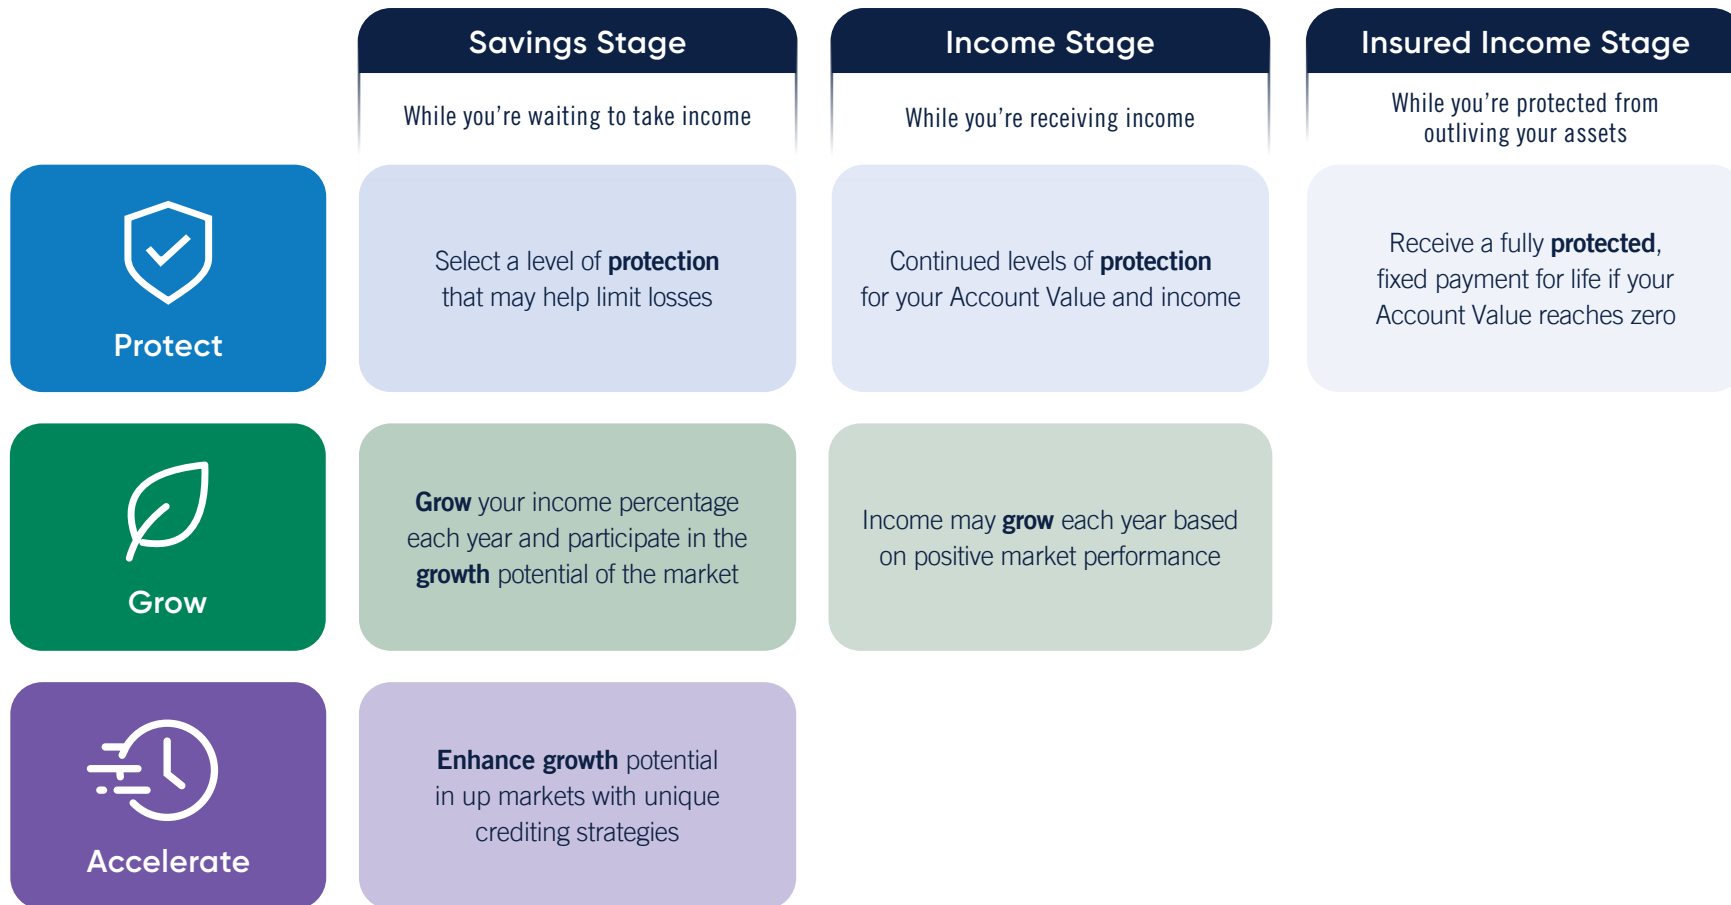 Savings Stage
Income Stage
Insured Income Stage
While you're waiting to take income
While you're receiving income
While you're protected from
outliving your assets
Protect
Select a level of protection
that may help limit losses
Continued levels of protection
for your Account Value and income
Receive a fully protected,
fixed payment for life if your
Account Value reaches zero
Grow
Grow your income percentage
each year and participate in the
growth potential of the market
Income may grow each year based
on positive market performance
Accelerate
Enhance growth potential
in up markets with unique
crediting strategies